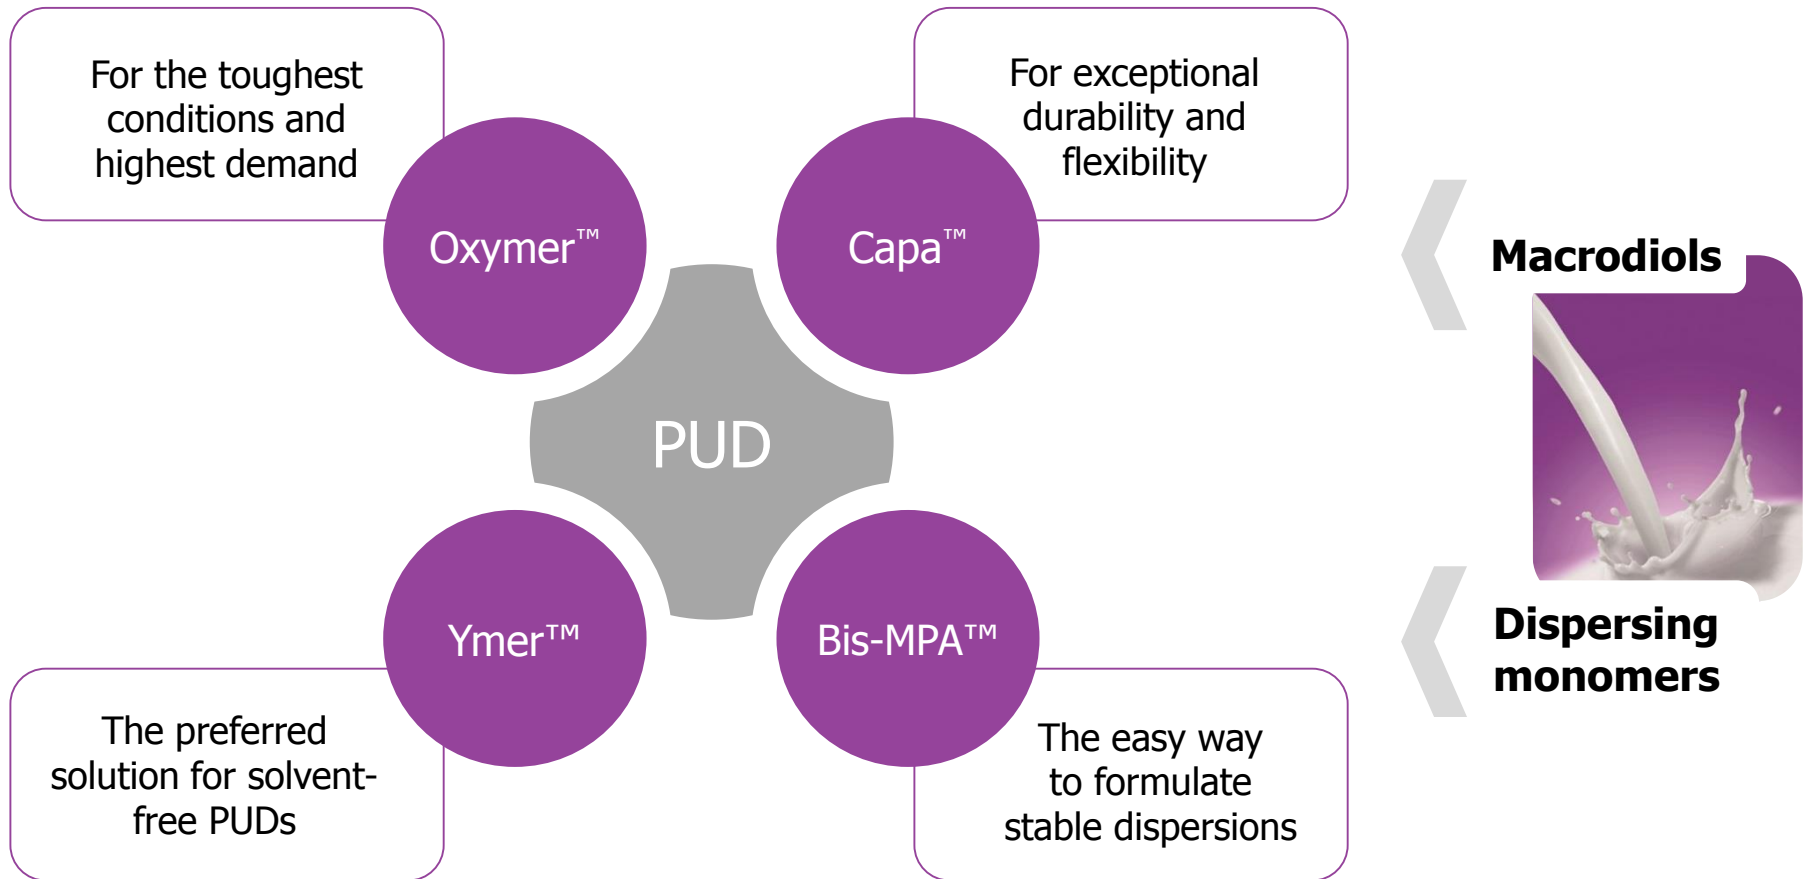 For the toughest
conditions and
highest demand
For exceptional
durability and
flexibility
Oxymer™
Capa™
Macrodiols
PUD
Ymer™
Bis-MPA™
Dispersing
monomers
The preferred
solution for solvent-
free PUDs
The easy way
to formulate
stable dispersions